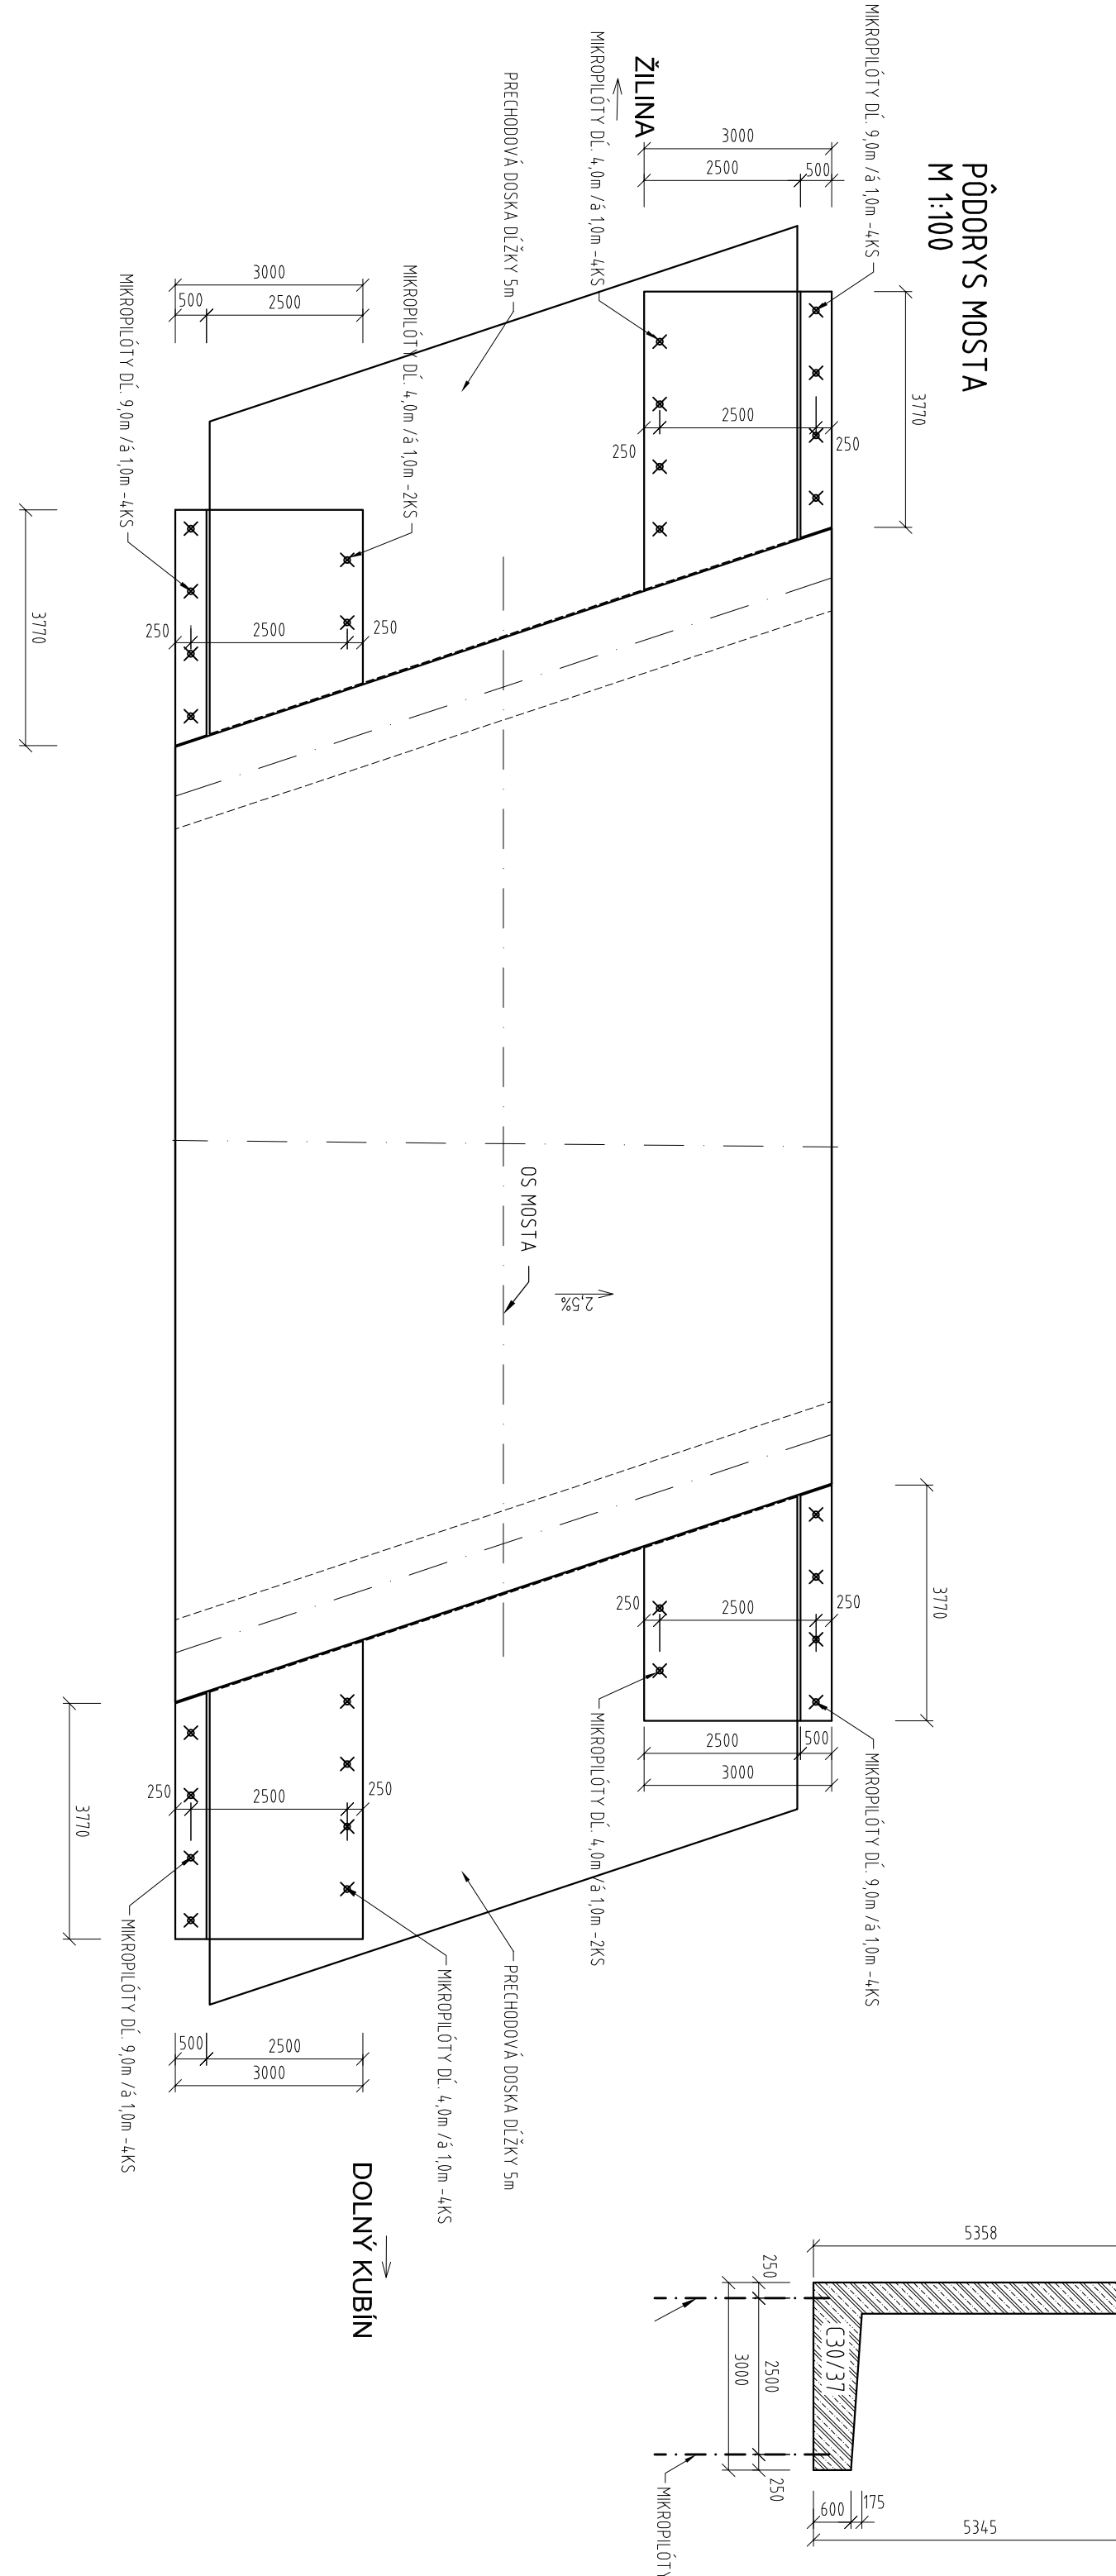 PÔDORYS MOSTA
M 1:100
MIKROPILÓTY DĹ. 9,0m /á 1,0m -4KS
ŽILINA
MIKROPILÓTY DĹ. 4,0m /á 1,0m -4KS
PRECHODOVÁ DOSKA DĹŽKY 5m
3000
2500
500
3770
2500
250
250
3000
500
2500
MIKROPILÓTY DĹ. 4,0m /á 1,0m -2KS
MIKROPILÓTY DĹ. 9,0m /á 1,0m -4KS
250
2500
250
3770
OS MOSTA
2,5%
3770
250
2500
250
2500
500
3000
MIKROPILÓTY DĹ. 9,0m /á 1,0m -4KS
MIKROPILÓTY DĹ. 4,0m /á 1,0m -2KS
250
2500
250
3770
MIKROPILÓTY DĹ. 9,0m /á 1,0m -4KS
MIKROPILÓTY DĹ. 4,0m /á 1,0m -4KS
PRECHODOVÁ DOSKA DĹŽKY 5m
500
2500
3000
DOLNÝ KUBÍN
5358
250
2500
3000
250
C30/37
600
175
5345
MIKROPILÓTY